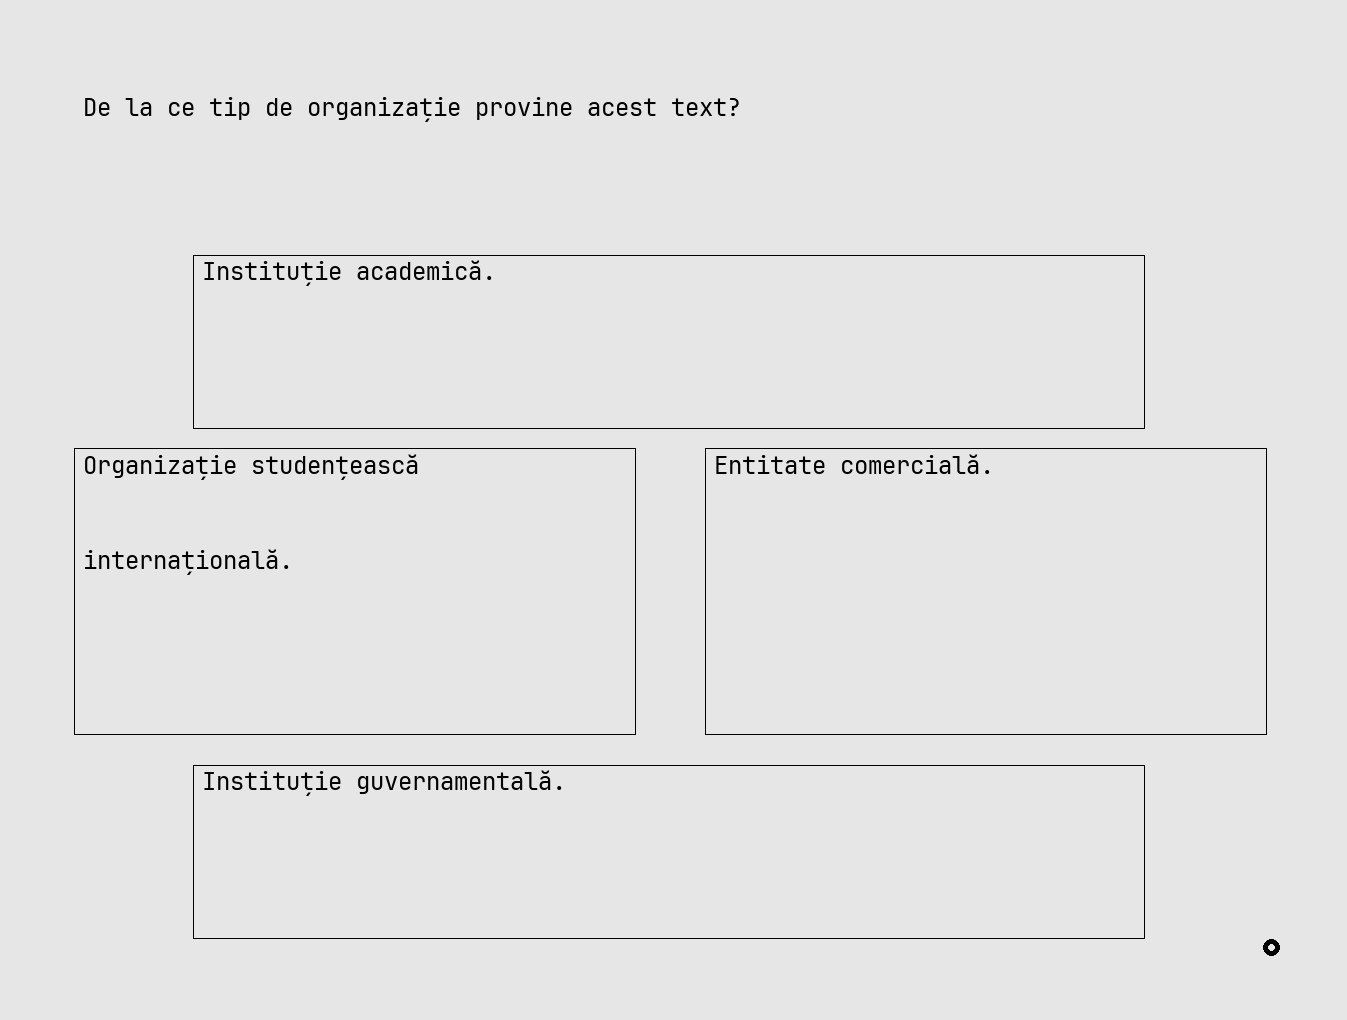 De la ce tip de organizație provine acest text?
Instituție academică.
Organizație studențească
internațională.
Entitate comercială.
Instituție guvernamentală.